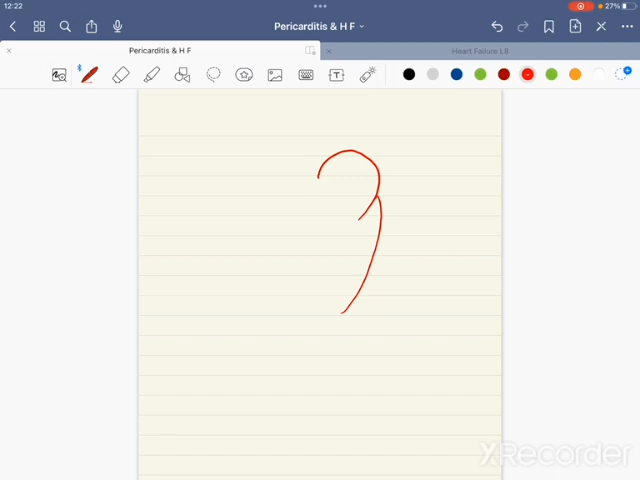 12:22
27%
Pericarditis & H F
Pericarditis & H F
Heart Failure L8
XRecorder